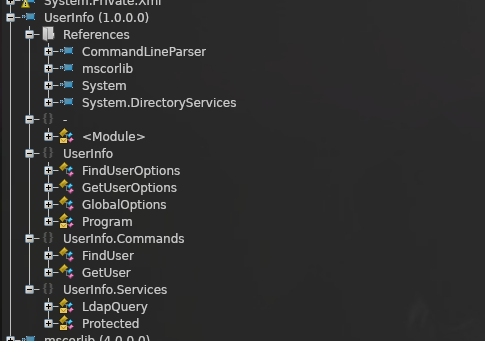 System.Private.Xml
UserInfo (1.0.0.0)
References
CommandLineParser
mscorlib
System
System.DirectoryServices
-
<Module>
UserInfo
FindUserOptions
GetUserOptions
GlobalOptions
Program
UserInfo.Commands
FindUser
GetUser
UserInfo.Services
LdapQuery
Protected
mscorlib (4.0.0.0)